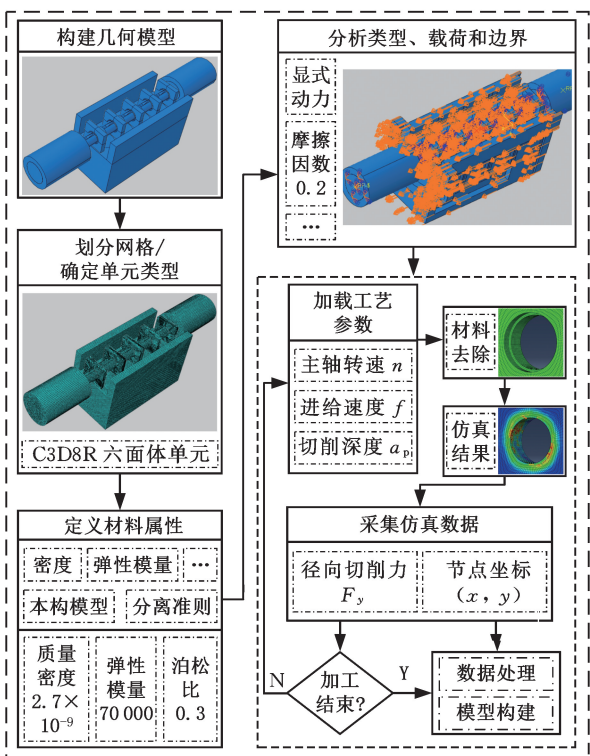 构建几何模型
划分网格/
确定单元类型
C3D8R 六面体单元
定义材料属性
密度 弹性模量 …
本构模型 分离准则
质量
密度
2.7×
10⁻⁹
弹性
模量
70 000
泊松
比
0.3
分析类型、载荷和边界
显式
动力
摩擦
因数
0.2
…
加载工艺
参数
主轴转速 n
进给速度 f
切削深度 aₚ
材料
去除
仿真
结果
采集仿真数据
径向切削力
F_y
节点坐标
(x, y)
加工
结束?
N
Y
数据处理
模型构建